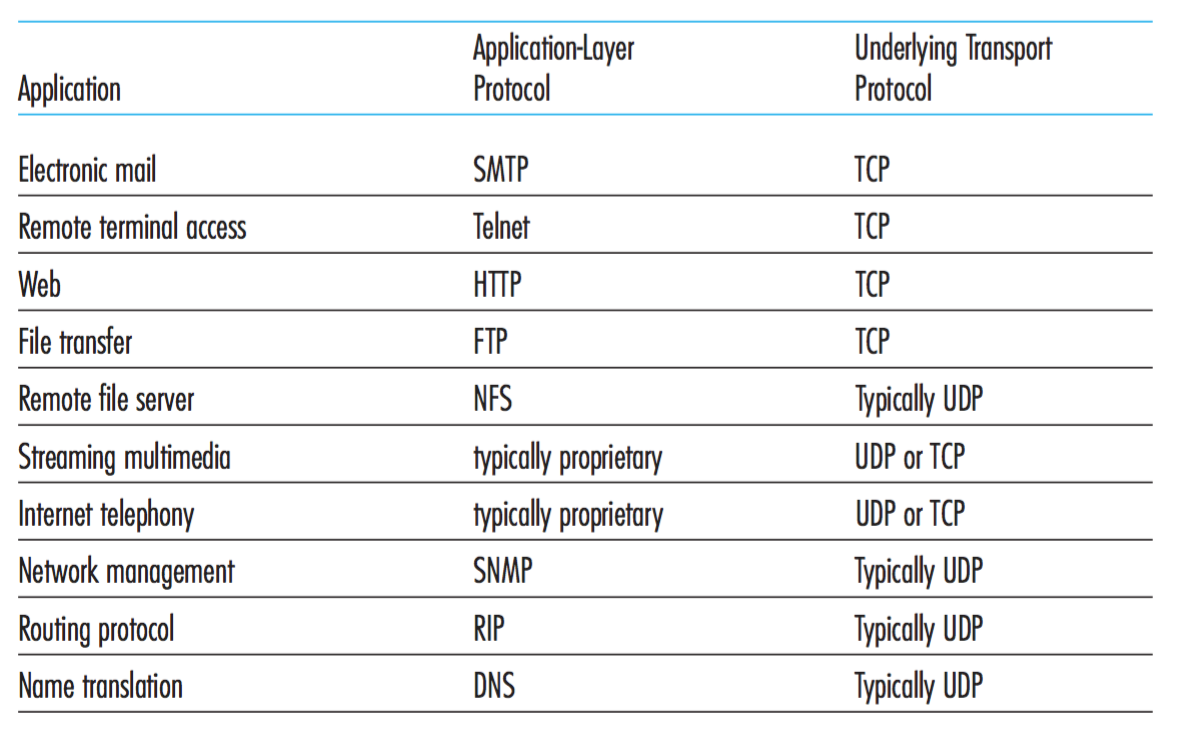 Application Application-Layer Protocol Underlying Transport Protocol
Electronic mail SMTP TCP
Remote terminal access Telnet TCP
Web HTTP TCP
File transfer FTP TCP
Remote file server NFS Typically UDP
Streaming multimedia typically proprietary UDP or TCP
Internet telephony typically proprietary UDP or TCP
Network management SNMP Typically UDP
Routing protocol RIP Typically UDP
Name translation DNS Typically UDP